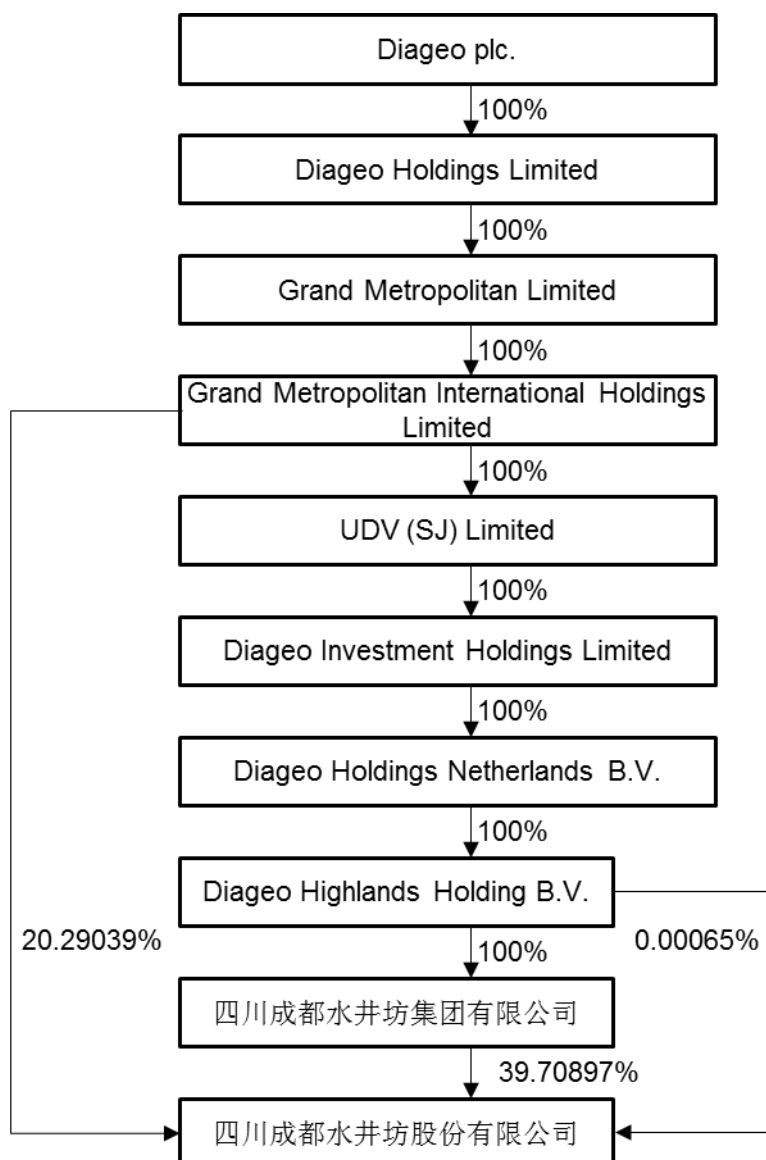 Diageo plc.
100%
Diageo Holdings Limited
100%
Grand Metropolitan Limited
100%
Grand Metropolitan International Holdings
Limited
100%
UDV (SJ) Limited
100%
Diageo Investment Holdings Limited
100%
Diageo Holdings Netherlands B.V.
100%
Diageo Highlands Holding B.V.
20.29039%
0.00065%
100%
四川成都水井坊集团有限公司
39.70897%
四川成都水井坊股份有限公司